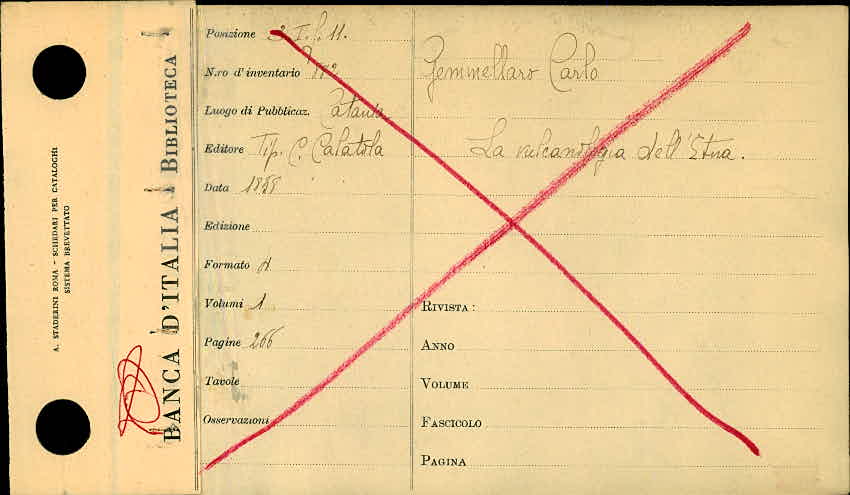 A. STADERINI ROMA - SCHEDARI PER CATALOGHI
SISTEMA BREVETTATO
BANCA D'ITALIA BIBLIOTECA
Posizione I. 11.
N.ro d'inventario
Luogo di Pubblicaz. Catania
Editore Tip. C. Galatola
Data
Edizione
Formato 4
Volumi 1
Pagine 266
Tavole
Osservazioni
Gemmellaro Carlo
La vulcanologia dell'Etna.
RIVISTA :
ANNO
VOLUME
FASCICOLO
PAGINA